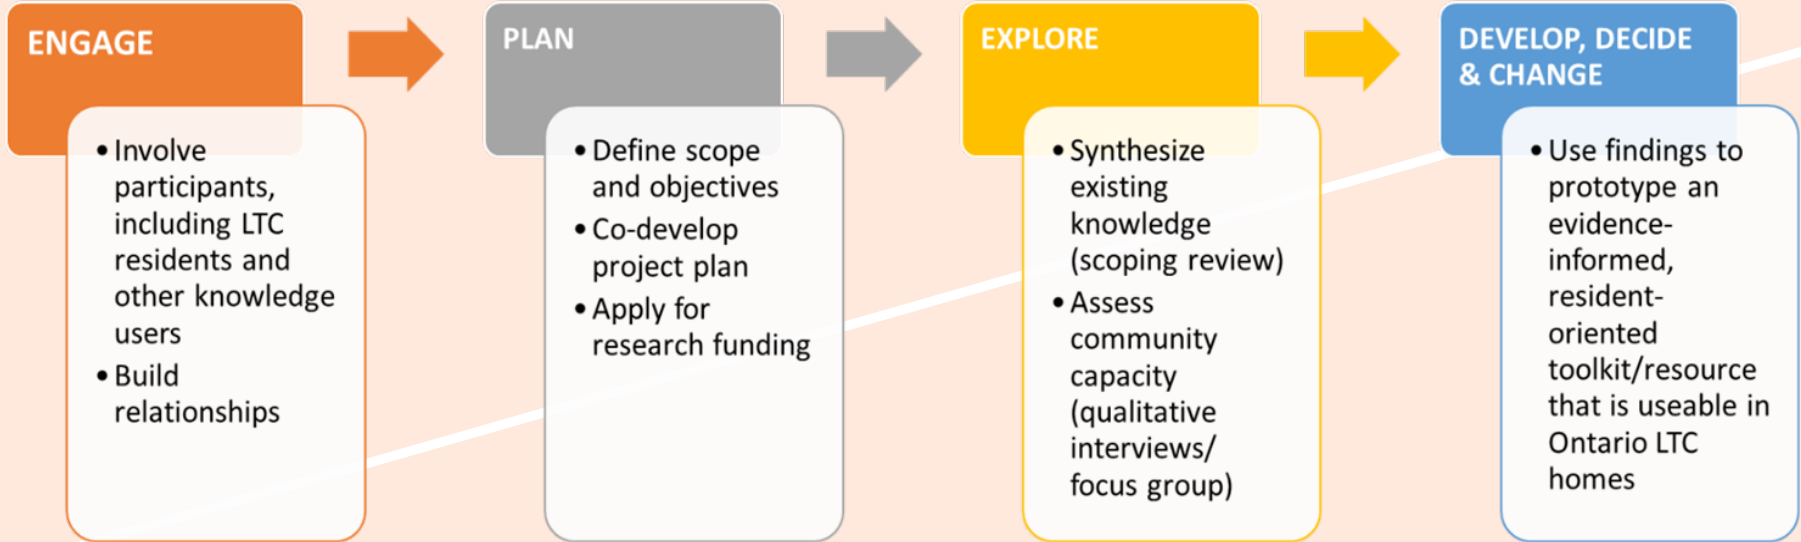 ENGAGE
• Involve
participants,
including LTC
residents and
other knowledge
users
• Build
relationships
PLAN
• Define scope
and objectives
• Co-develop
project plan
• Apply for
research funding
EXPLORE
• Synthesize
existing
knowledge
(scoping review)
• Assess
community
capacity
(qualitative
interviews/
focus group)
DEVELOP, DECIDE
& CHANGE
• Use findings to
prototype an
evidence-
informed,
resident-
oriented
toolkit/resource
that is useable in
Ontario LTC
homes